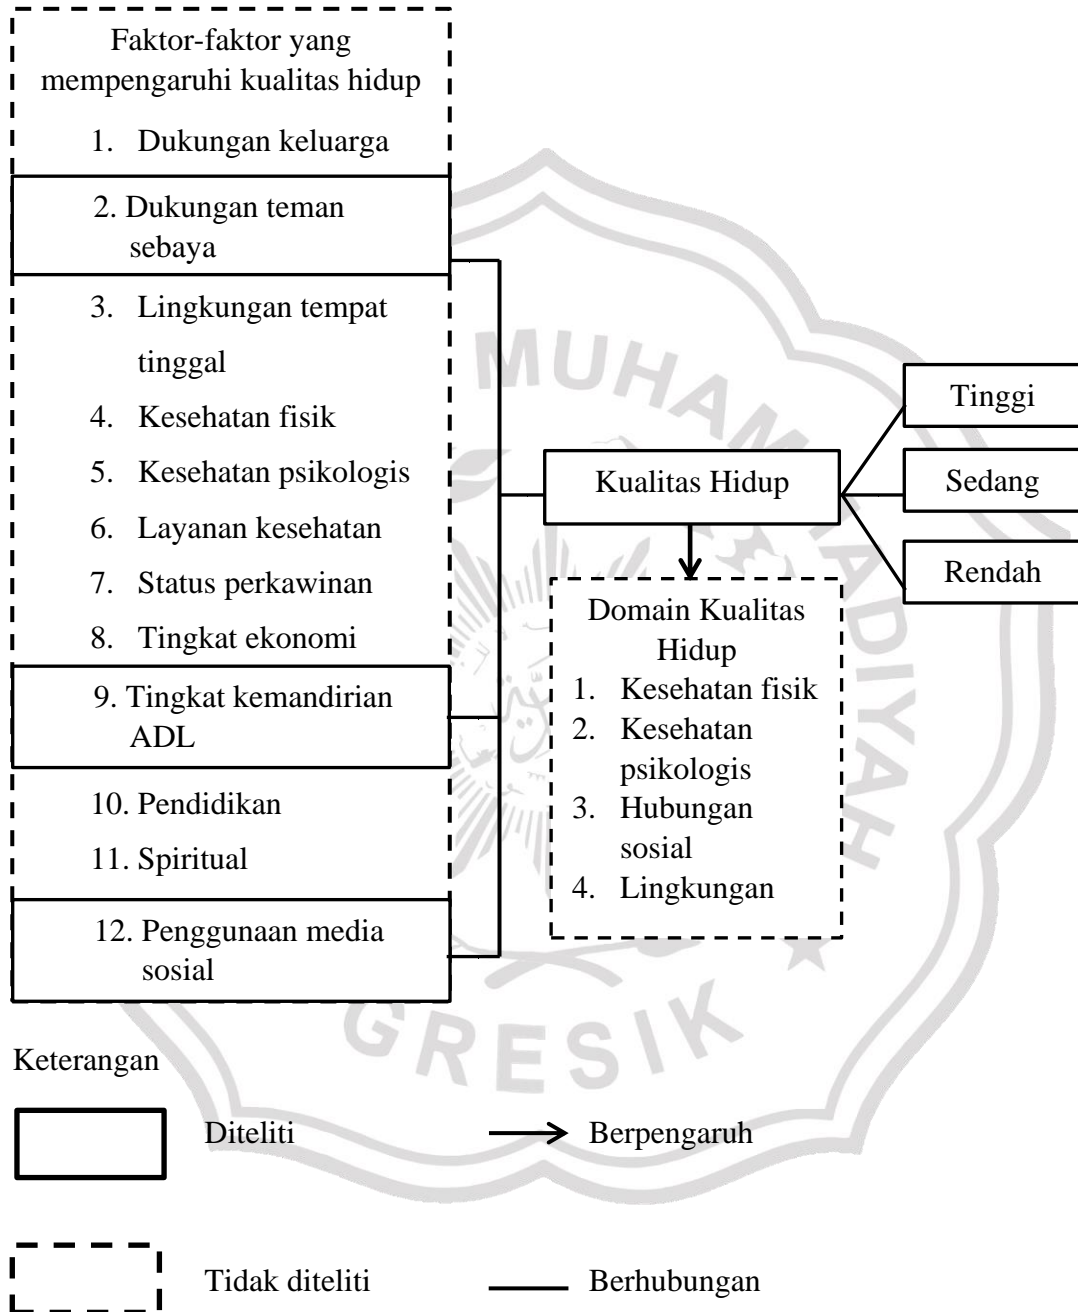 Faktor-faktor yang
mempengaruhi kualitas hidup
1. Dukungan keluarga
2. Dukungan teman
sebaya
3. Lingkungan tempat
tinggal
4. Kesehatan fisik
5. Kesehatan psikologis
6. Layanan kesehatan
7. Status perkawinan
8. Tingkat ekonomi
9. Tingkat kemandirian
ADL
10. Pendidikan
11. Spiritual
12. Penggunaan media
sosial
Kualitas Hidup
Domain Kualitas
Hidup
1. Kesehatan fisik
2. Kesehatan
psikologis
3. Hubungan
sosial
4. Lingkungan
Tinggi
Sedang
Rendah
MUHAMMADIYAH
GRESIK
Keterangan
Diteliti
Berpengaruh
Tidak diteliti
Berhubungan